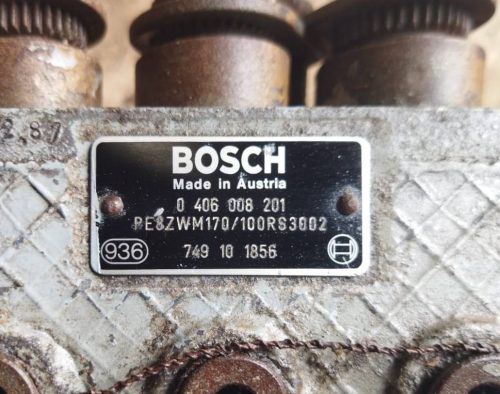 2.87
BOSCH
Made in Austria
0 406 008 201
PE8ZWM170/100RS3002
936 749 10 1856